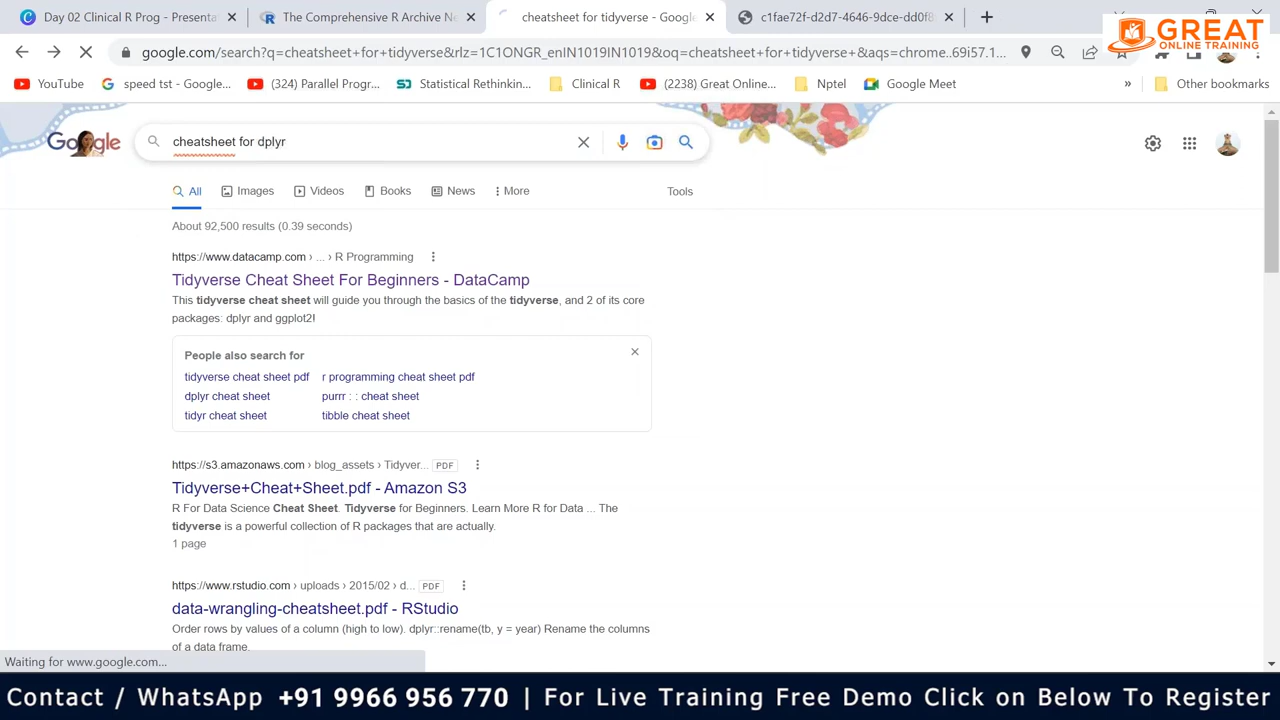 Day 02 Clinical R Prog - Presenta
The Comprehensive R Archive Ne
cheatsheet for tidyverse - Google
c1fae72f-d2d7-4646-9dce-dd0f8
google.com/search?q=cheatsheet+for+tidyverse&rlz=1C1ONGR_enIN1019IN1019&oq=cheatsheet+for+tidyverse+&aqs=chrome..69i57.1...
GREAT
ONLINE TRAINING
YouTube
speed tst - Google...
(324) Parallel Progr...
Statistical Rethinkin...
Clinical R
(2238) Great Online...
Nptel
Google Meet
»
Other bookmarks
Google
cheatsheet for dplyr
All
Images
Videos
Books
News
More
Tools
About 92,500 results (0.39 seconds)
https://www.datacamp.com › ... › R Programming
Tidyverse Cheat Sheet For Beginners - DataCamp
This tidyverse cheat sheet will guide you through the basics of the tidyverse, and 2 of its core
packages: dplyr and ggplot2!
People also search for
tidyverse cheat sheet pdf
r programming cheat sheet pdf
dplyr cheat sheet
purrr : : cheat sheet
tidyr cheat sheet
tibble cheat sheet
https://s3.amazonaws.com › blog_assets › Tidyver... PDF
Tidyverse+Cheat+Sheet.pdf - Amazon S3
R For Data Science Cheat Sheet. Tidyverse for Beginners. Learn More R for Data ... The
tidyverse is a powerful collection of R packages that are actually.
1 page
https://www.rstudio.com › uploads › 2015/02 › d... PDF
data-wrangling-cheatsheet.pdf - RStudio
Order rows by values of a column (high to low). dplyr::rename(tb, y = year) Rename the columns
of a data frame.
Waiting for www.google.com...
Contact / WhatsApp +91 9966 956 770 | For Live Training Free Demo Click on Below To Register